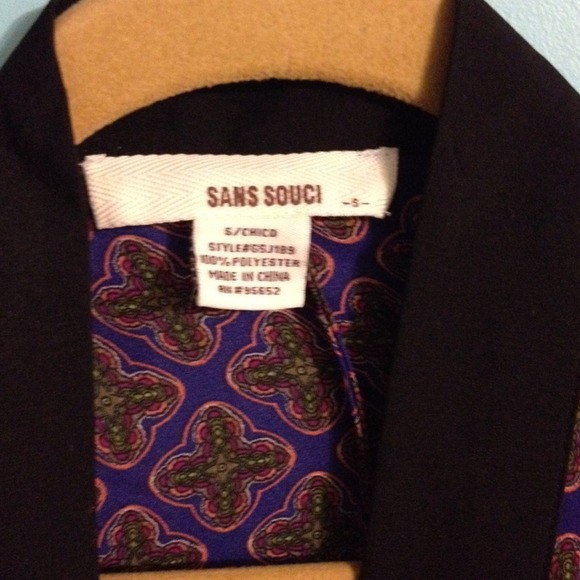 SANS SOUCI -S-
S/CHICO
STYLE#GSJ189
100% POLYESTER
MADE IN CHINA
RN#95652